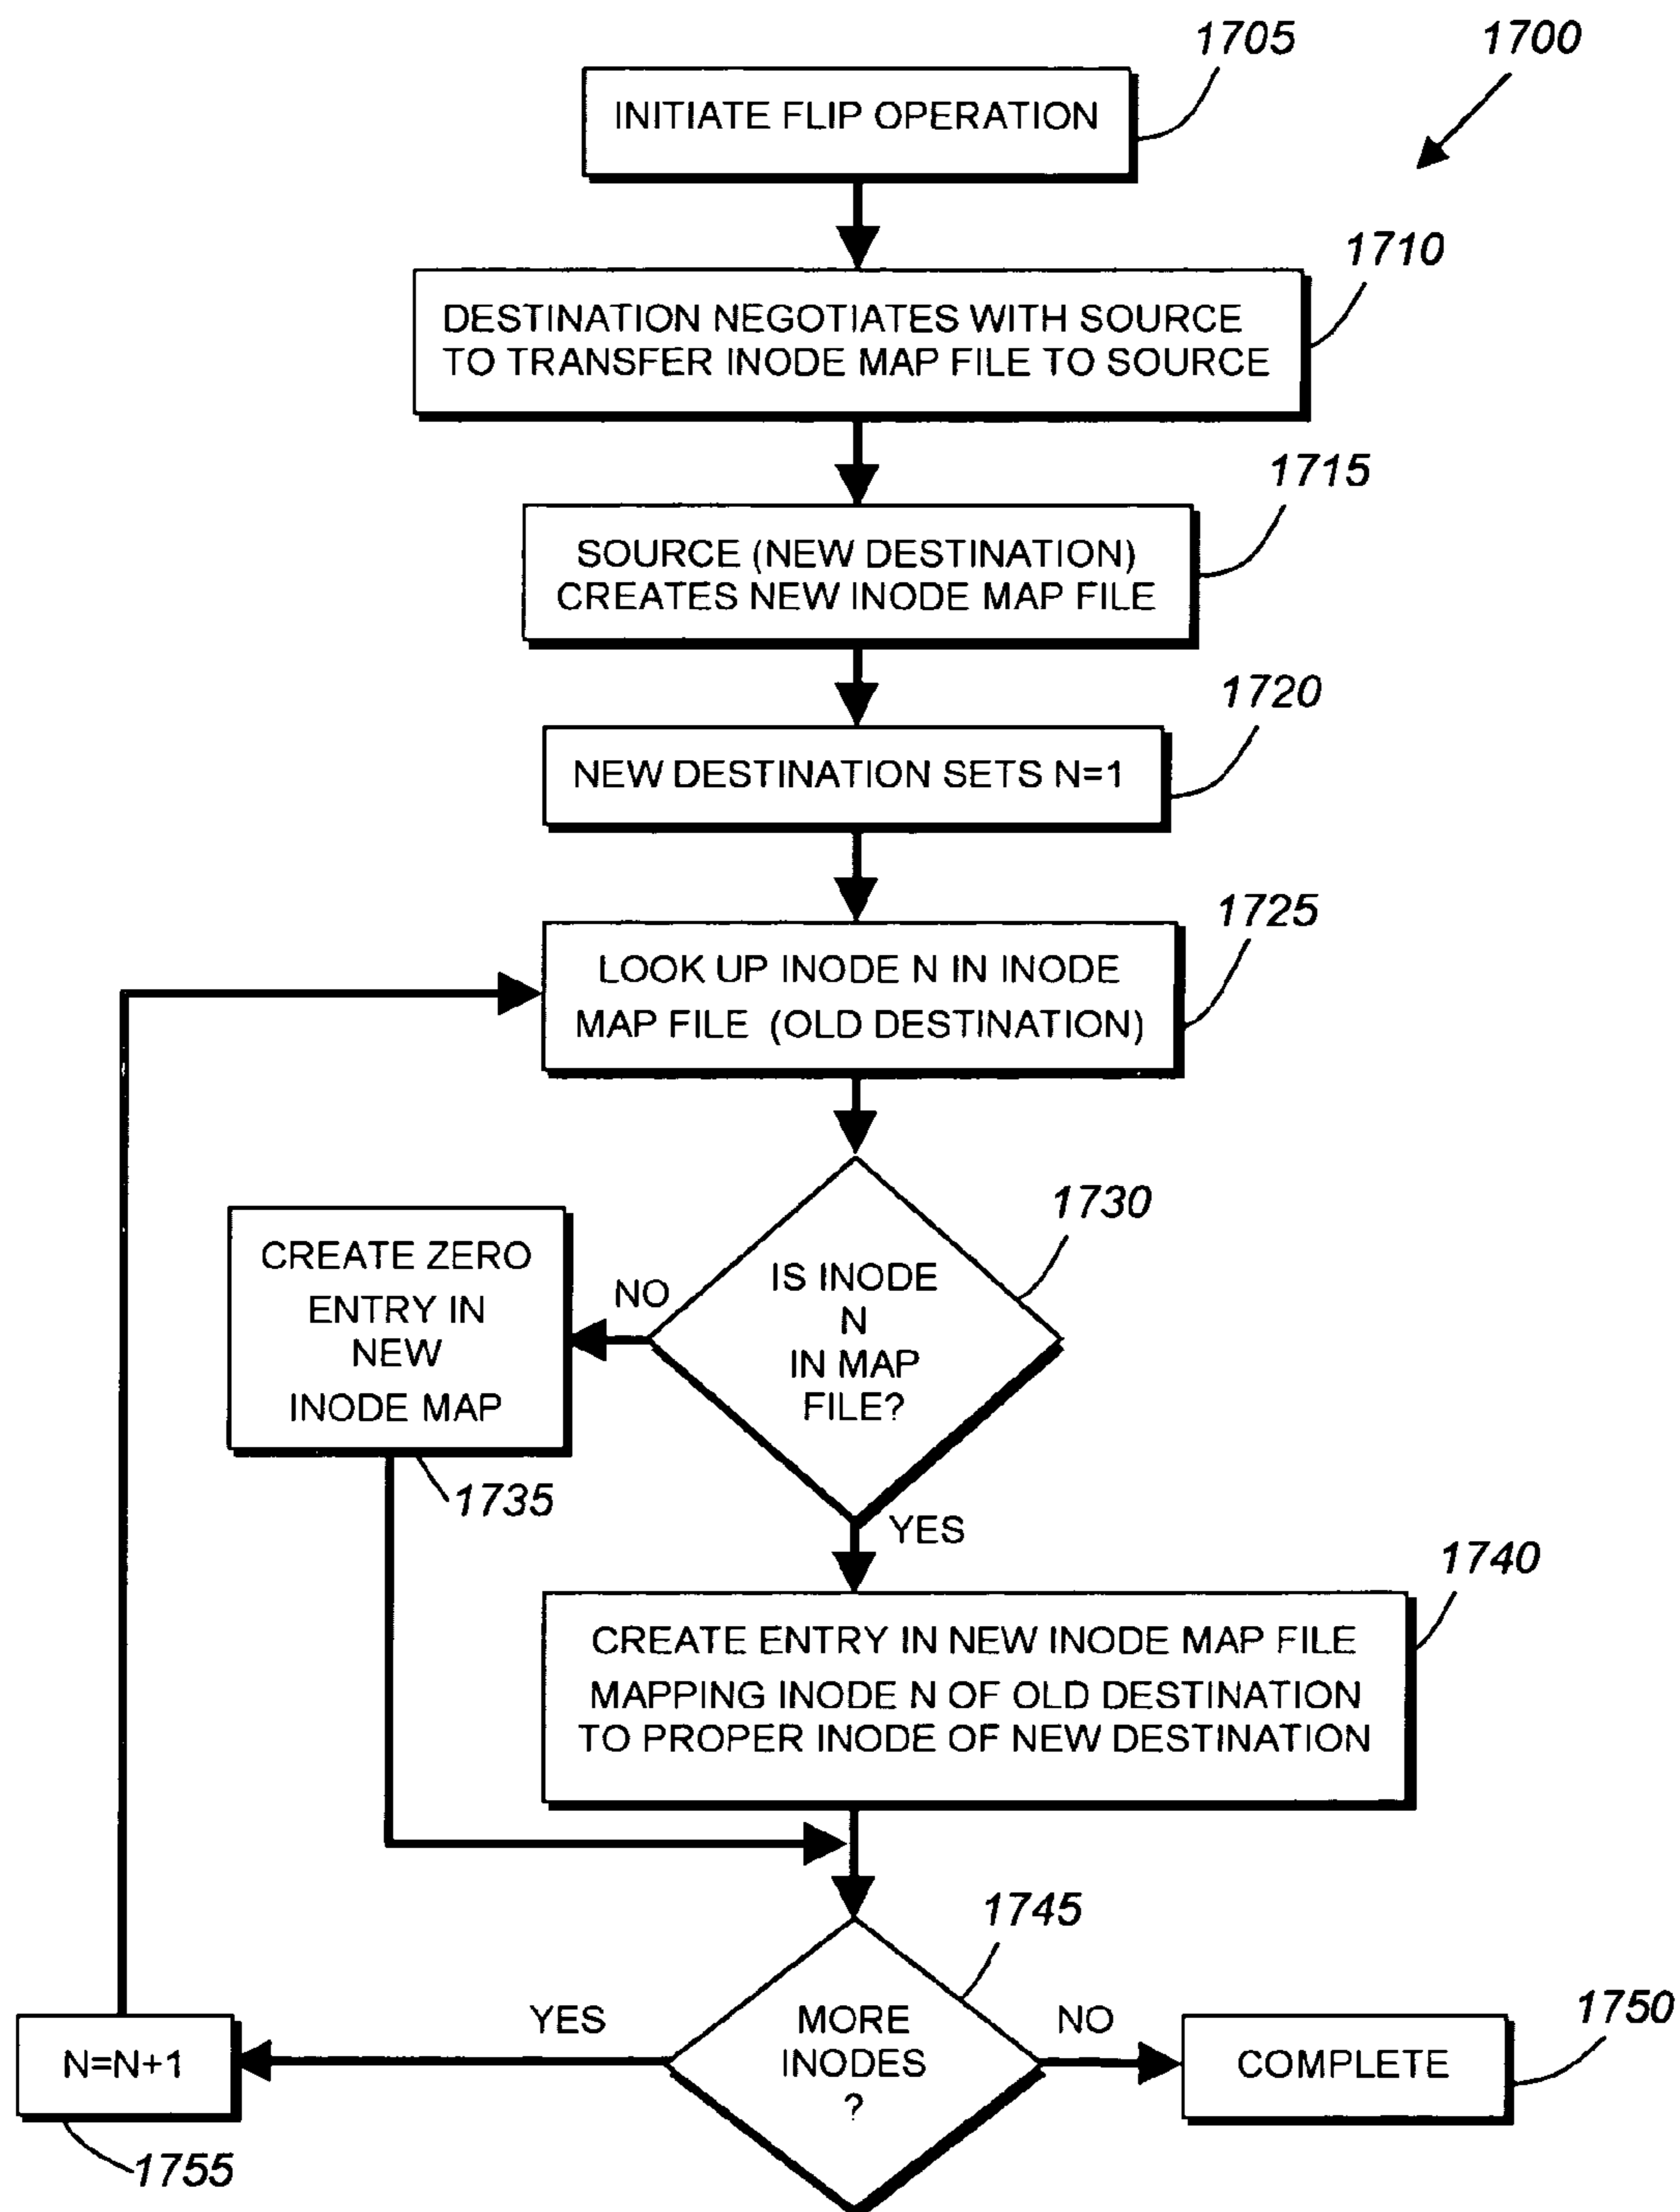 1705
1700
INITIATE FLIP OPERATION
1710
DESTINATION NEGOTIATES WITH SOURCE
TO TRANSFER INODE MAP FILE TO SOURCE
1715
SOURCE (NEW DESTINATION)
CREATES NEW INODE MAP FILE
1720
NEW DESTINATION SETS N=1
1725
LOOK UP INODE N IN INODE
MAP FILE (OLD DESTINATION)
1730
IS INODE
N
IN MAP
FILE?
NO
CREATE ZERO
ENTRY IN
NEW
INODE MAP
1735
YES
1740
CREATE ENTRY IN NEW INODE MAP FILE
MAPPING INODE N OF OLD DESTINATION
TO PROPER INODE OF NEW DESTINATION
1745
MORE
INODES
?
YES
NO
1750
COMPLETE
N=N+1
1755